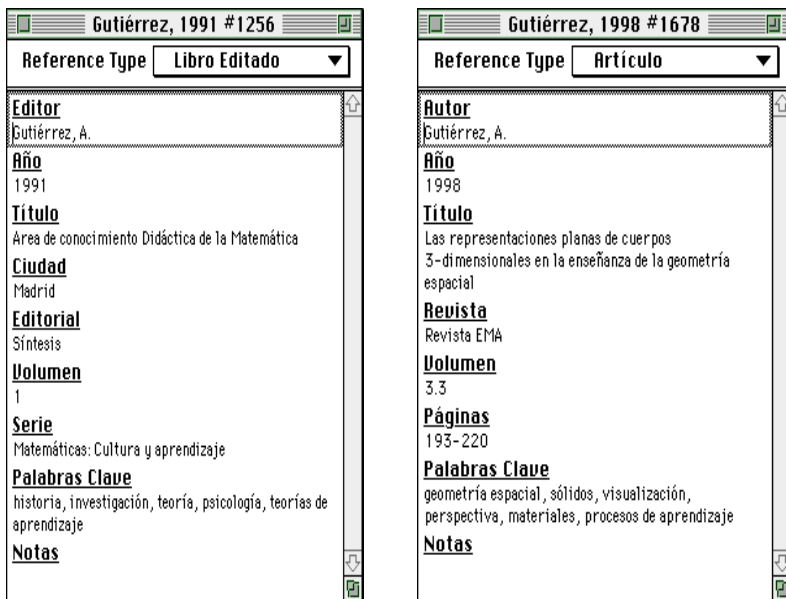 Gutiérrez, 1991 #1256
Reference Type Libro Editado
Editor
Gutiérrez, A.
Año
1991
Título
Area de conocimiento Didáctica de la Matemática
Ciudad
Madrid
Editorial
Síntesis
Volumen
1
Serie
Matemáticas: Cultura y aprendizaje
Palabras Clave
historia, investigación, teoría, psicología, teorías de
aprendizaje
Notas
Gutiérrez, 1998 #1678
Reference Type Artículo
Autor
Gutiérrez, A.
Año
1998
Título
Las representaciones planas de cuerpos
3-dimensionales en la enseñanza de la geometría
espacial
Revista
Revista EMA
Volumen
3.3
Páginas
193-220
Palabras Clave
geometría espacial, sólidos, visualización,
perspectiva, materiales, procesos de aprendizaje
Notas